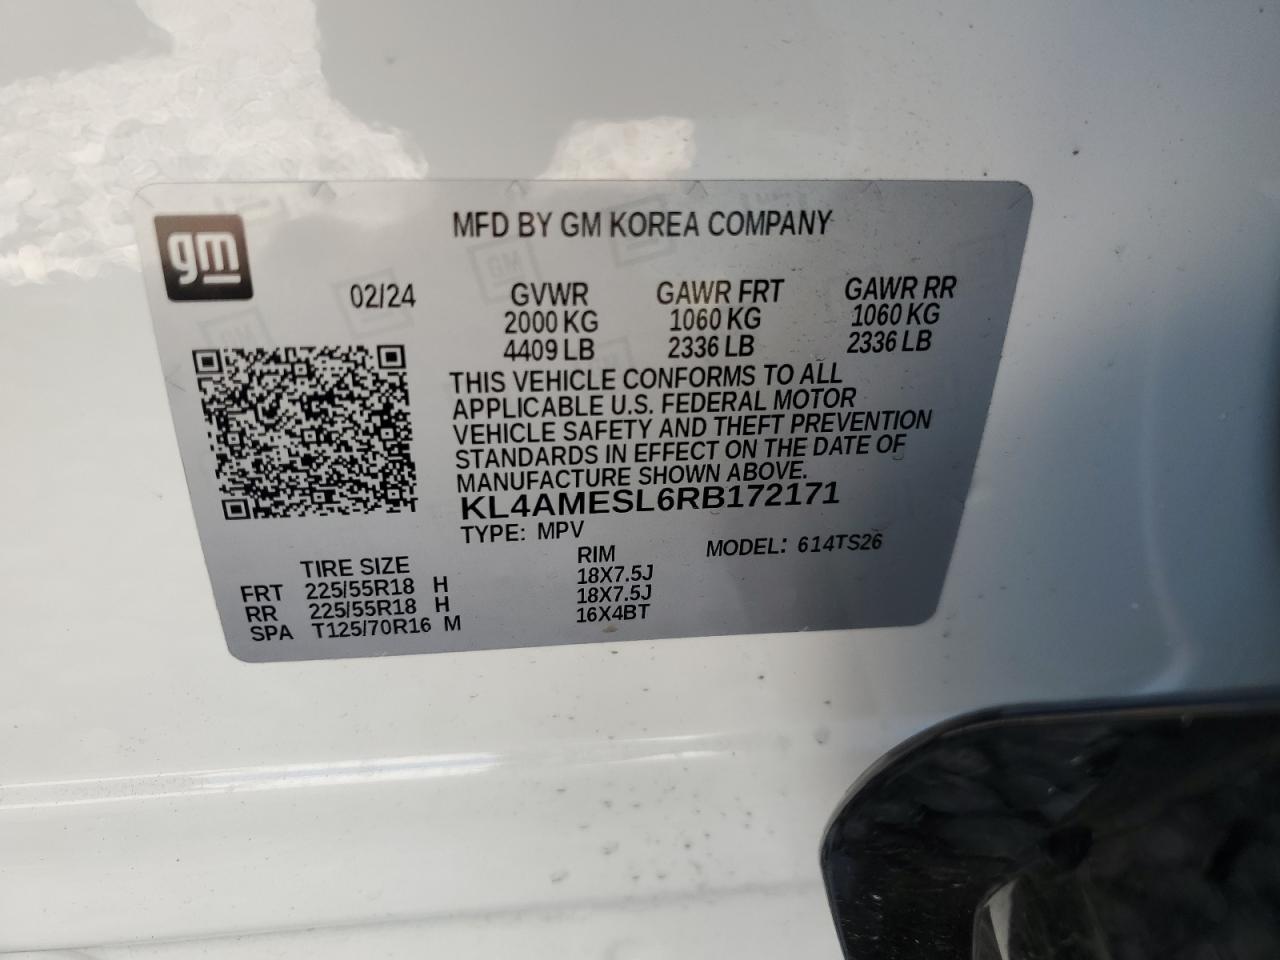 gm
MFD BY GM KOREA COMPANY
02/24 GVWR GAWR FRT GAWR RR
2000 KG 1060 KG 1060 KG
4409 LB 2336 LB 2336 LB
THIS VEHICLE CONFORMS TO ALL
APPLICABLE U.S. FEDERAL MOTOR
VEHICLE SAFETY AND THEFT PREVENTION
STANDARDS IN EFFECT ON THE DATE OF
MANUFACTURE SHOWN ABOVE.
KL4AMESL6RB172171
TYPE: MPV MODEL: 614TS26
TIRE SIZE RIM
FRT 225/55R18 H 18X7.5J
RR 225/55R18 H 18X7.5J
SPA T125/70R16 M 16X4BT